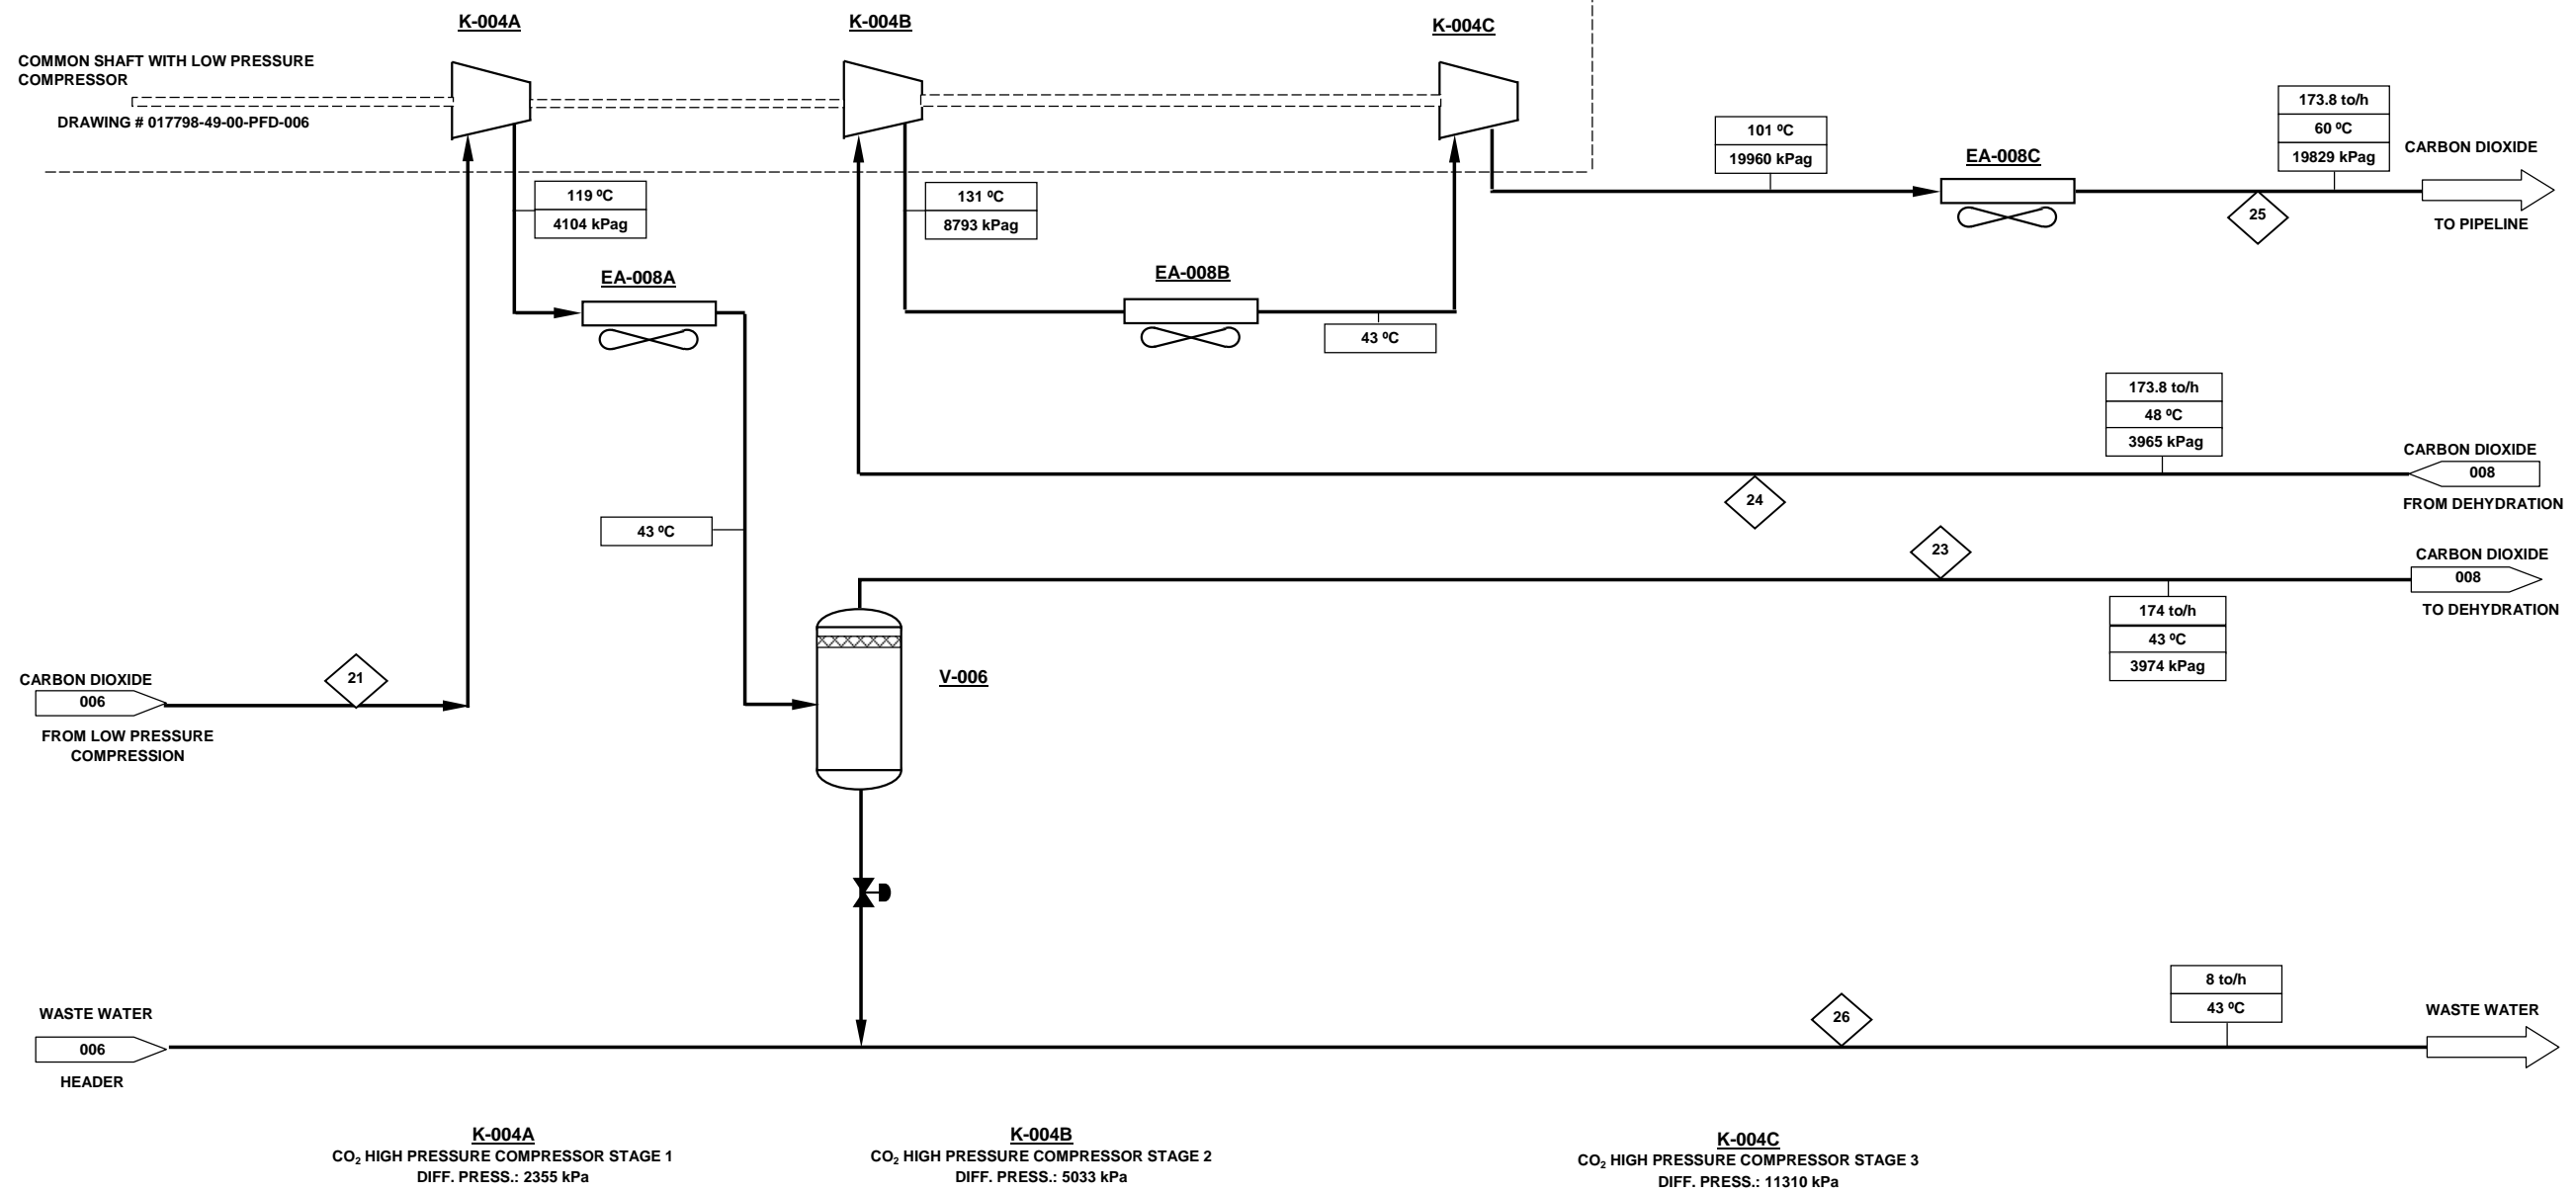 K-004A
K-004B
K-004C
COMMON SHAFT WITH LOW PRESSURE
COMPRESSOR
DRAWING # 017798-49-00-PFD-006
173.8 to/h
60 ºC
19829 kPag
101 ºC
19960 kPag
CARBON DIOXIDE
EA-008C
119 ºC
4104 kPag
131 ºC
8793 kPag
25
TO PIPELINE
EA-008A
EA-008B
43 ºC
173.8 to/h
48 ºC
3965 kPag
CARBON DIOXIDE
008
FROM DEHYDRATION
24
43 ºC
23
CARBON DIOXIDE
008
TO DEHYDRATION
174 to/h
43 ºC
3974 kPag
V-006
CARBON DIOXIDE
21
006
FROM LOW PRESSURE
COMPRESSION
8 to/h
43 ºC
WASTE WATER
26
WASTE WATER
006
HEADER
K-004A
CO₂ HIGH PRESSURE COMPRESSOR STAGE 1
DIFF. PRESS.: 2355 kPa
K-004B
CO₂ HIGH PRESSURE COMPRESSOR STAGE 2
DIFF. PRESS.: 5033 kPa
K-004C
CO₂ HIGH PRESSURE COMPRESSOR STAGE 3
DIFF. PRESS.: 11310 kPa